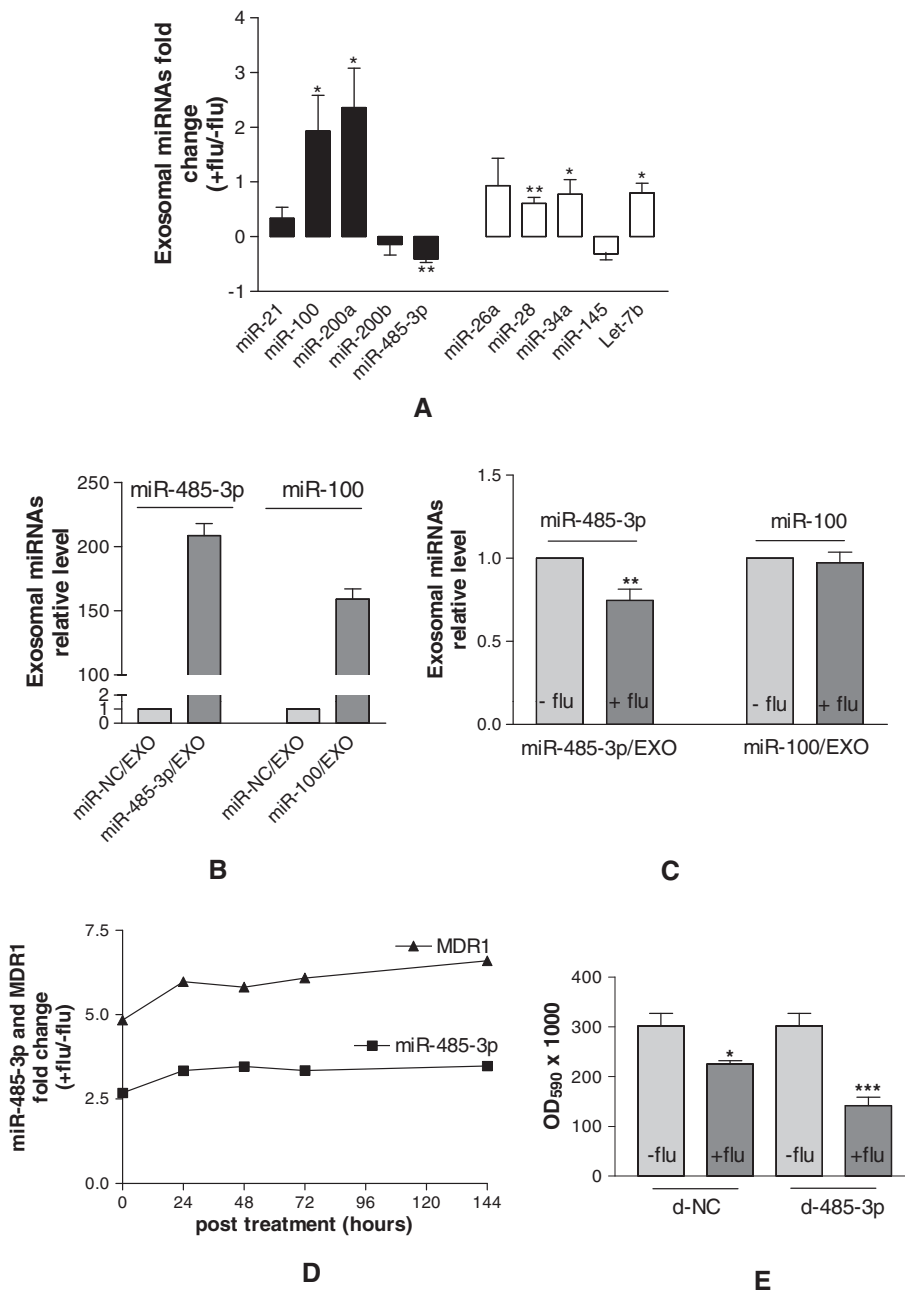 Exosomal miRNAs fold
change
(+flu/-flu)
4
3
2
1
0
-1
*
*
**
**
*
*
miR-21
miR-100
miR-200a
miR-200b
miR-485-3p
miR-26a
miR-28
miR-34a
miR-145
Let-7b
A
Exosomal miRNAs
relative level
250
200
150
100
2
1
0
miR-485-3p
miR-100
miR-NC/EXO
miR-485-3p/EXO
miR-NC/EXO
miR-100/EXO
B
Exosomal miRNAs
relative level
1.5
1.0
0.5
0.0
miR-485-3p
miR-100
**
- flu
+ flu
- flu
+ flu
miR-485-3p/EXO
miR-100/EXO
C
miR-485-3p and MDR1
fold change
(+flu/-flu)
7.5
5.0
2.5
0.0
MDR1
miR-485-3p
0
24
48
72
96
120
144
post treatment (hours)
D
OD590 x 1000
400
300
200
100
0
*
***
-flu
+flu
-flu
+flu
d-NC
d-485-3p
E